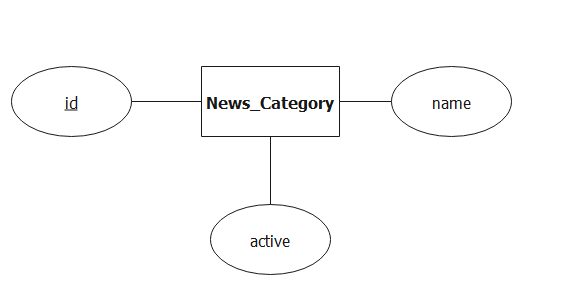 id
News_Category
name
active